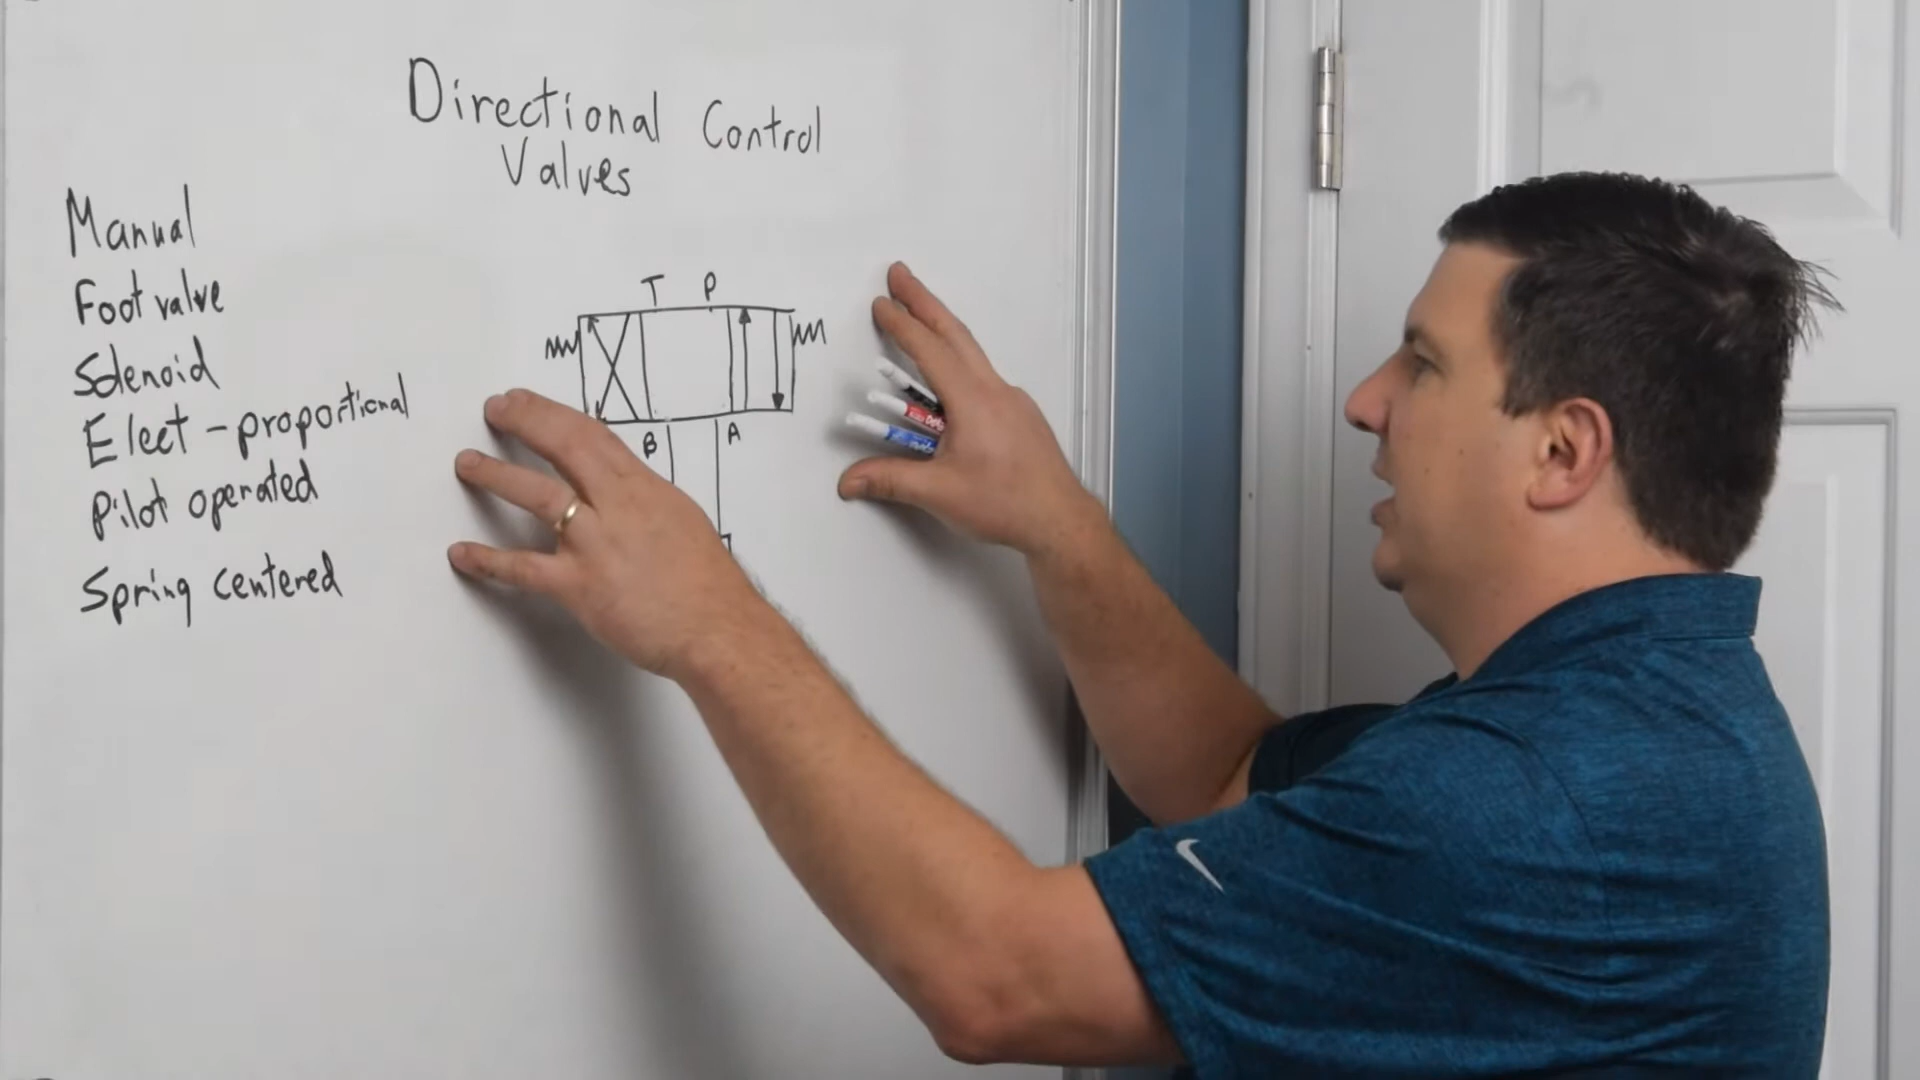 Directional Control
Valves
Manual
Foot valve
Solenoid
Elect-proportional
Pilot operated
Spring centered
T P
B A